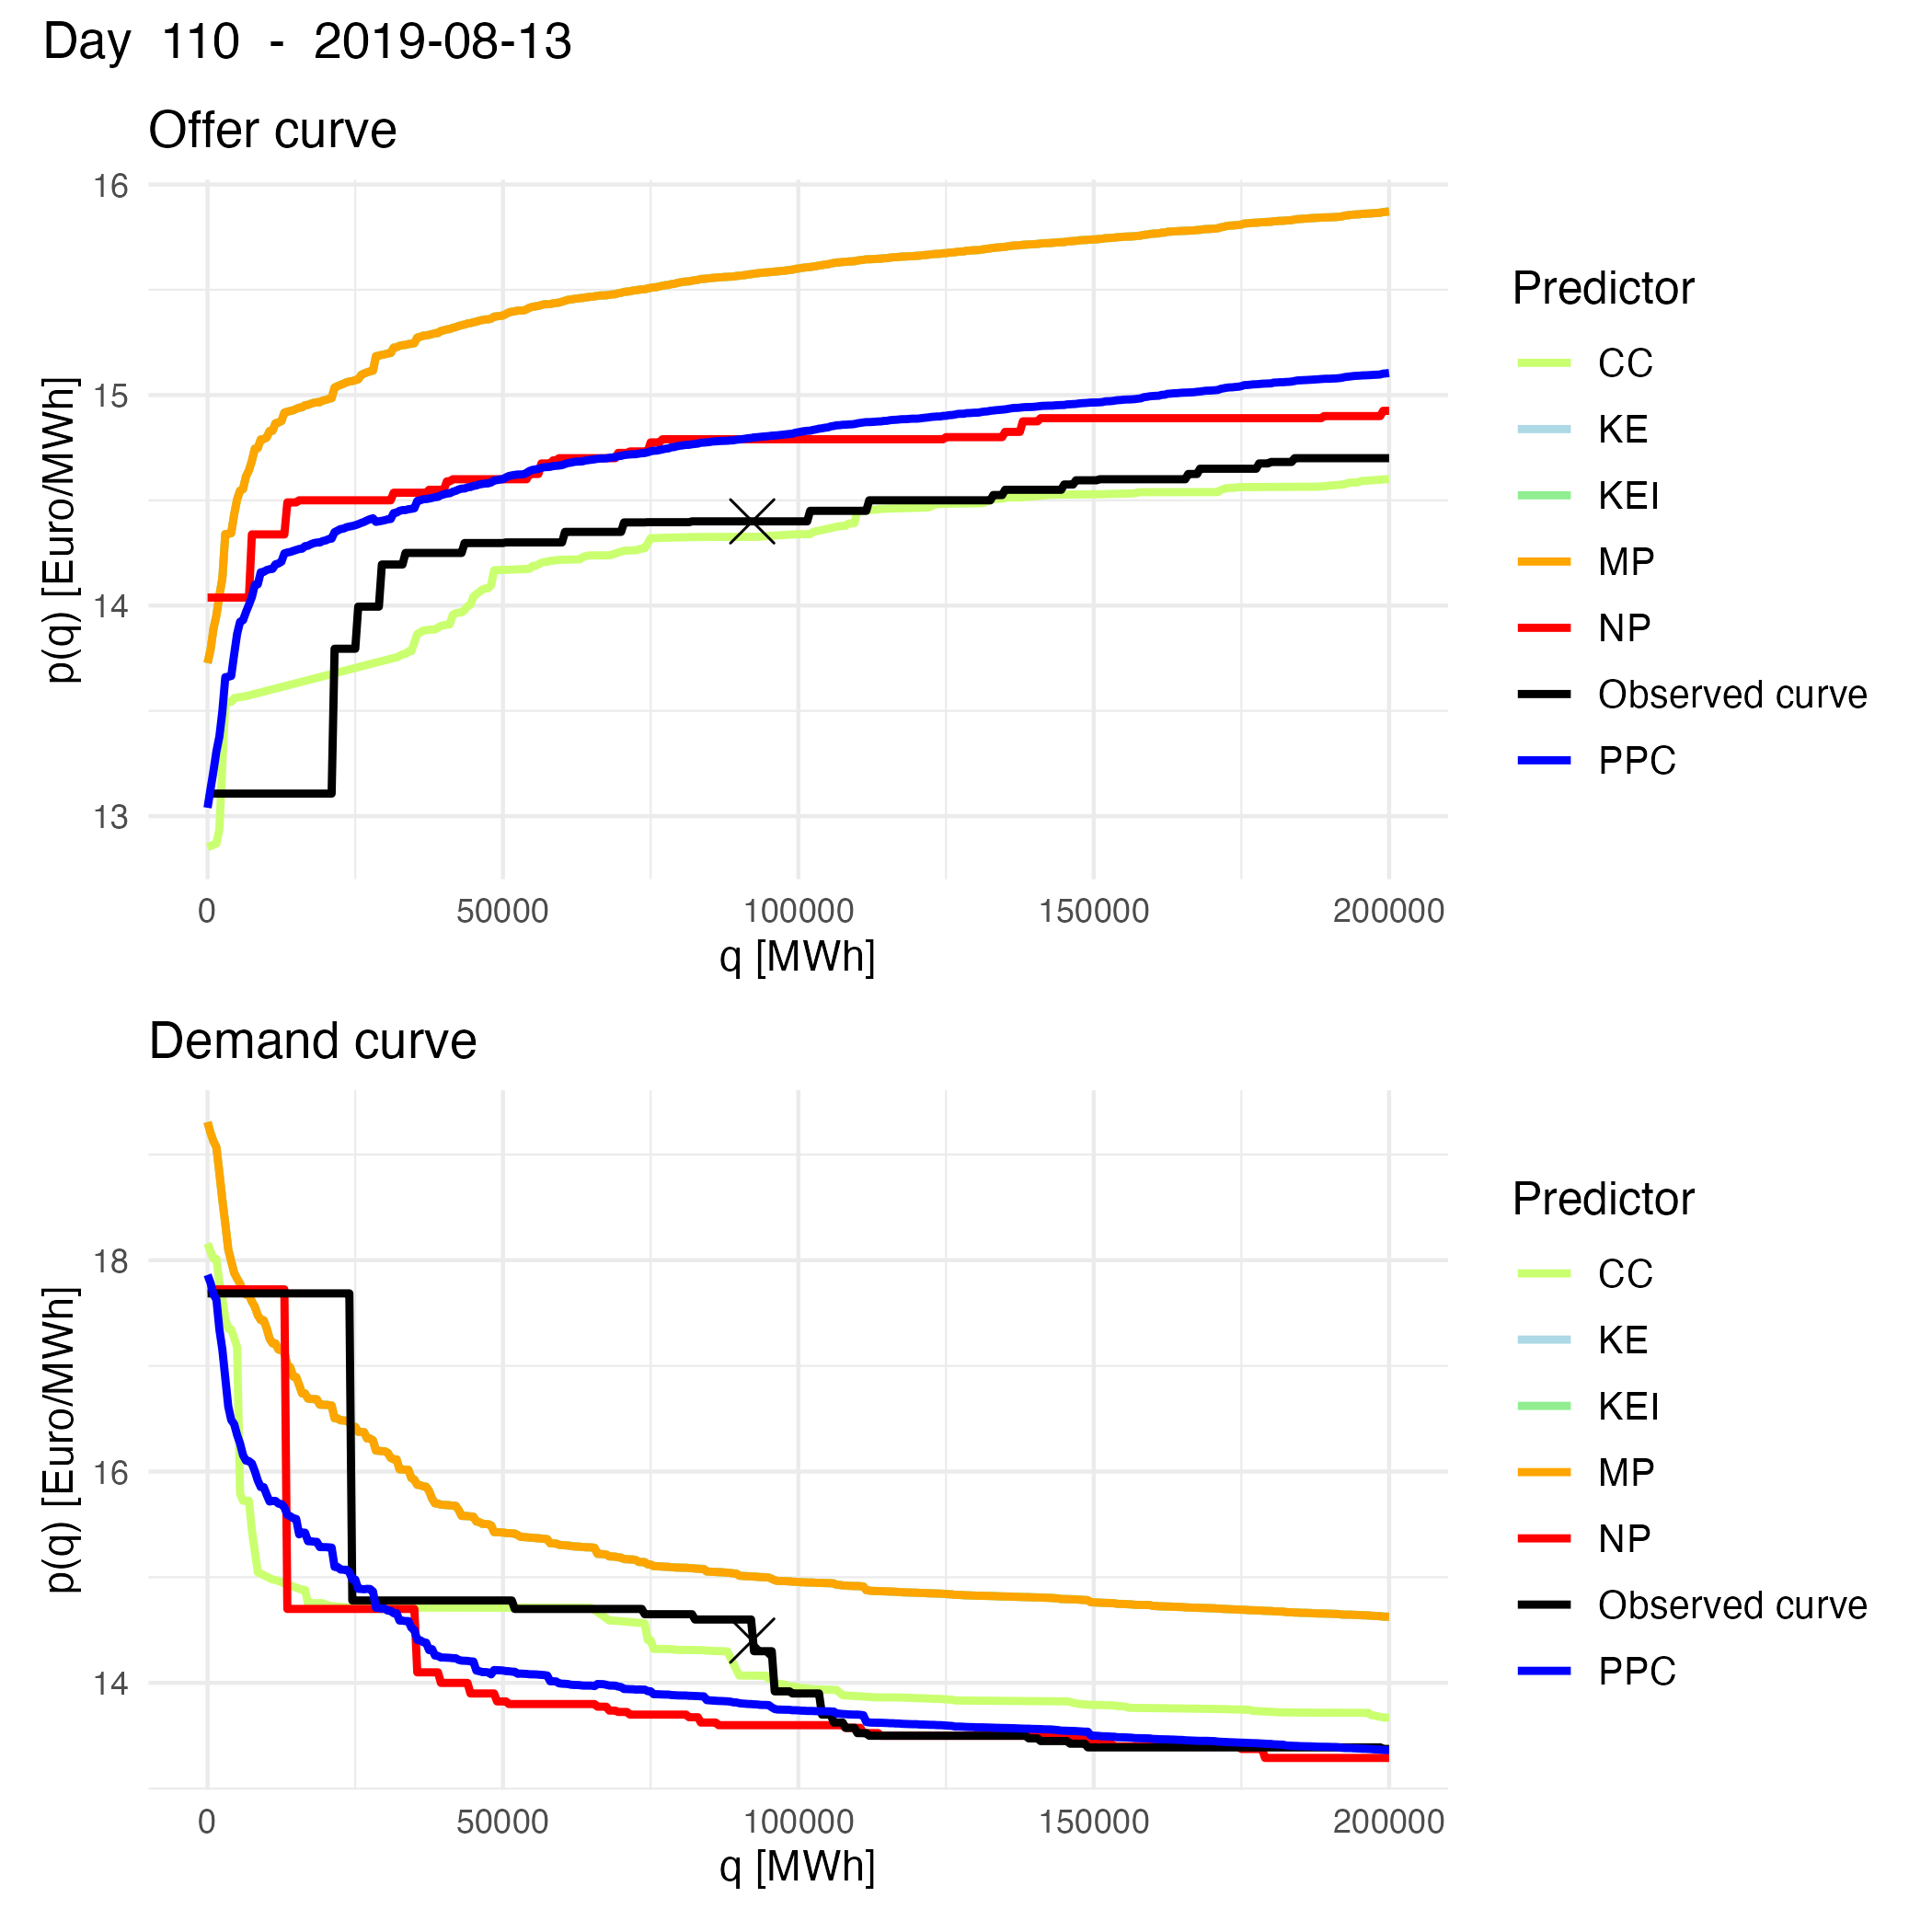 Day 110 - 2019-08-13
Offer curve
16
15
14
13
p(q) [Euro/MWh]
0 50000 100000 150000 200000
q [MWh]
Predictor
CC
KE
KEI
MP
NP
Observed curve
PPC
Demand curve
18
16
14
p(q) [Euro/MWh]
0 50000 100000 150000 200000
q [MWh]
Predictor
CC
KE
KEI
MP
NP
Observed curve
PPC